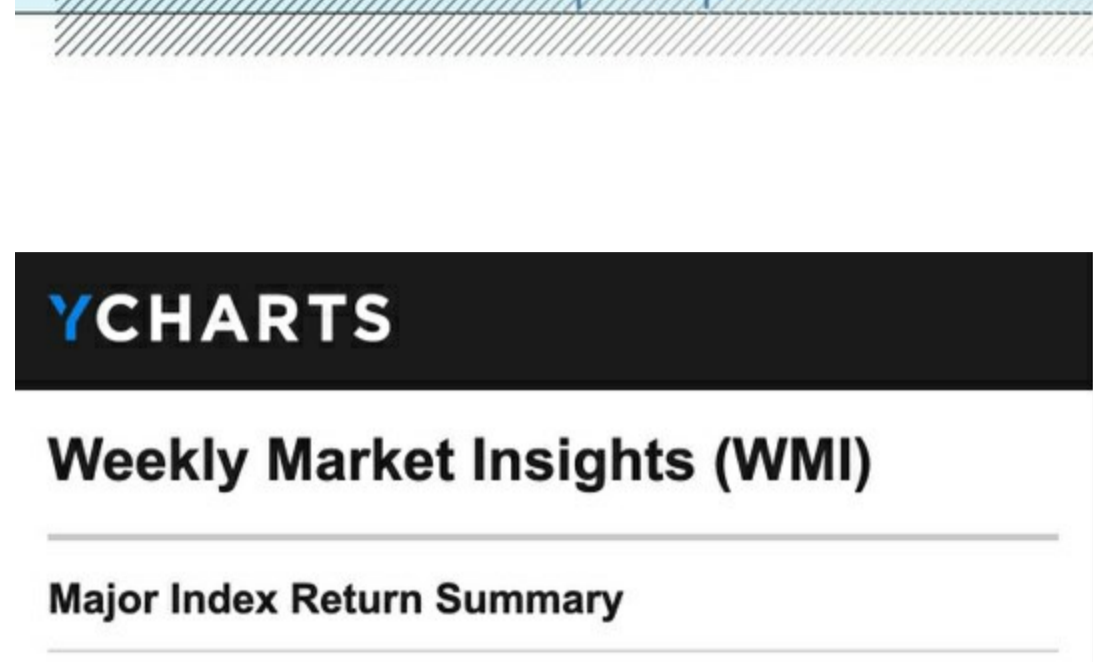 YCHARTS
Weekly Market Insights (WMI)
Major Index Return Summary